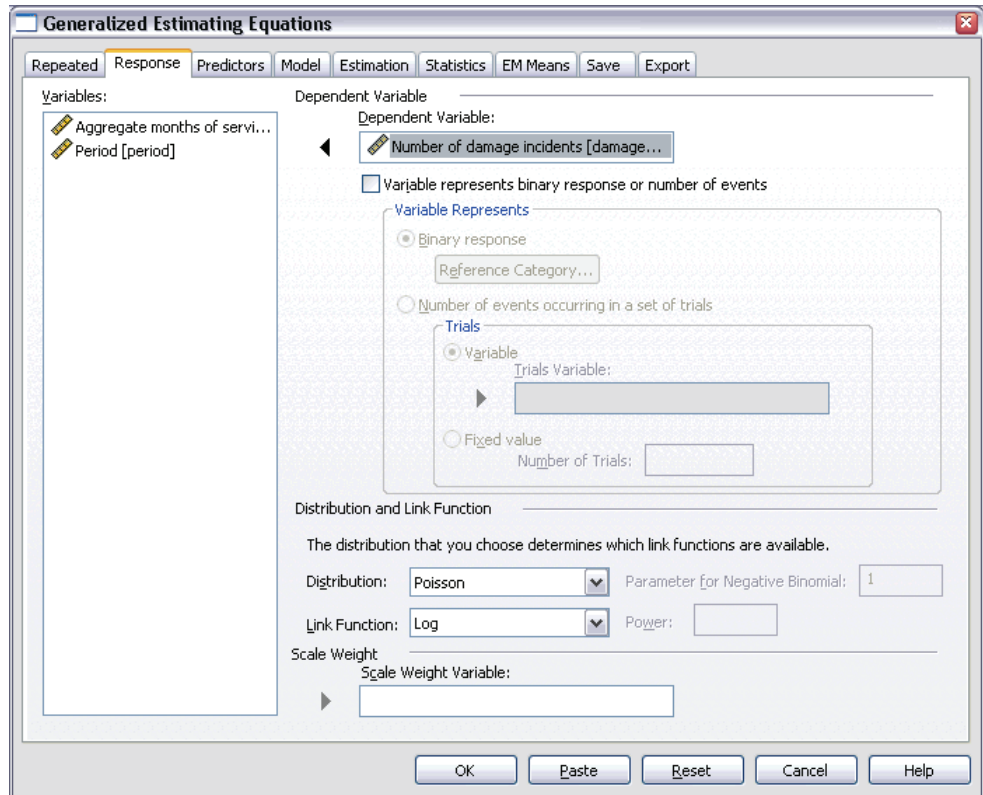 Generalized Estimating Equations
Repeated Response Predictors Model Estimation Statistics EM Means Save Export
Variables:
Aggregate months of servi...
Period [period]
Dependent Variable
Dependent Variable:
Number of damage incidents [damage...
Variable represents binary response or number of events
Variable Represents
Binary response
Reference Category...
Number of events occurring in a set of trials
Trials
Variable
Trials Variable:
Fixed value
Number of Trials:
Distribution and Link Function
The distribution that you choose determines which link functions are available.
Distribution: Poisson Parameter for Negative Binomial: 1
Link Function: Log Power:
Scale Weight
Scale Weight Variable:
OK Paste Reset Cancel Help